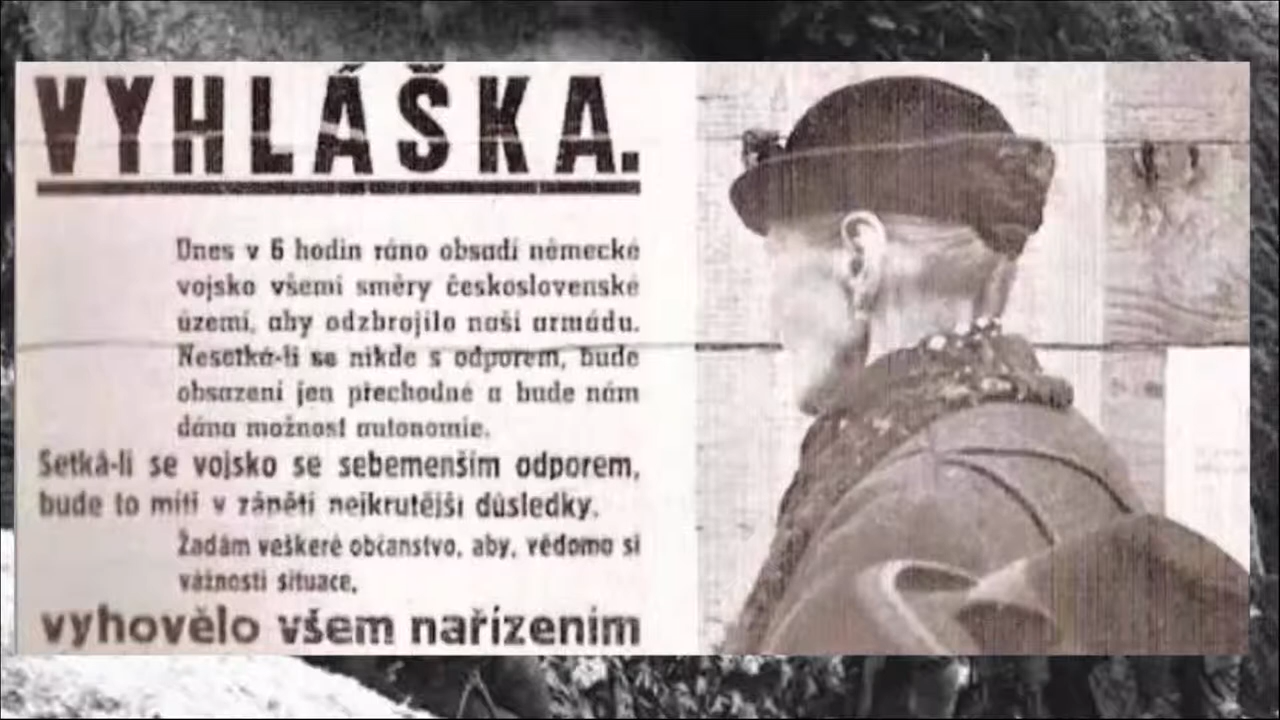 VYHLÁŠKA.
Dnes v 6 hodin ráno obsadí německé
vojsko všemi směry československé
území, aby odzbrojilo naši armádu.
Nesetká-li se nikde s odporem, bude
obsazení jen přechodné a bude nám
dána možnost autonomie.
Setká-li se vojsko se sebemenším odporem,
bude to míti v zápětí nejkrutější důsledky.
Žádám veškeré občanstvo, aby, vědomo si
vážnosti situace,
vyhovělo všem nařízením